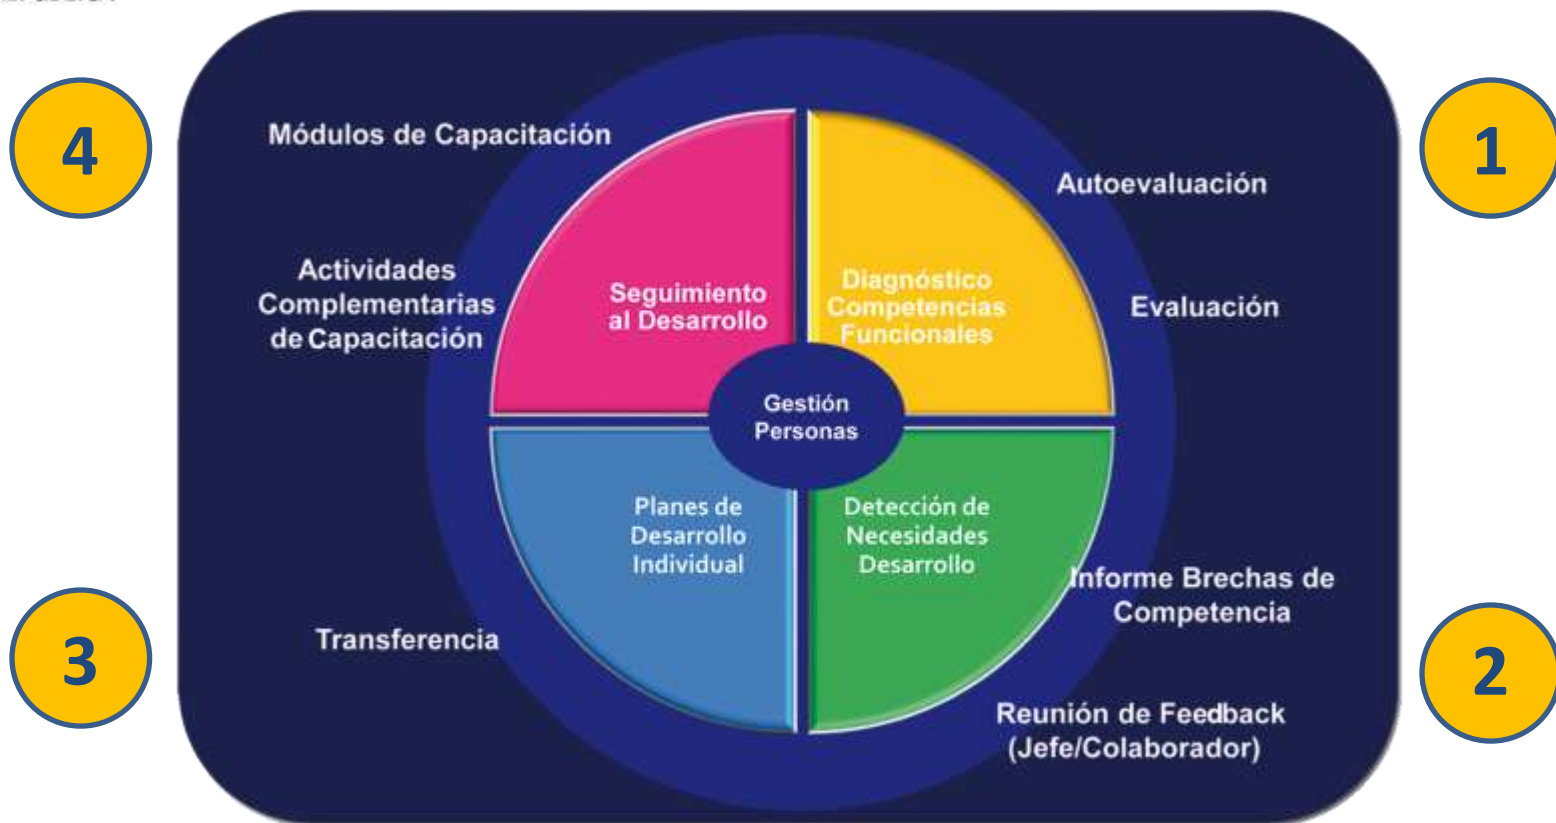 4
1
Módulos de Capacitación
Autoevaluación
Actividades
Complementarias
de Capacitación
Evaluación
Seguimiento
al Desarrollo
Diagnóstico
Competencias
Funcionales
Gestión
Personas
Planes de
Desarrollo
Individual
Detección de
Necesidades
Desarrollo
Informe Brechas de
Competencia
Transferencia
3
2
Reunión de Feedback
(Jefe/Colaborador)